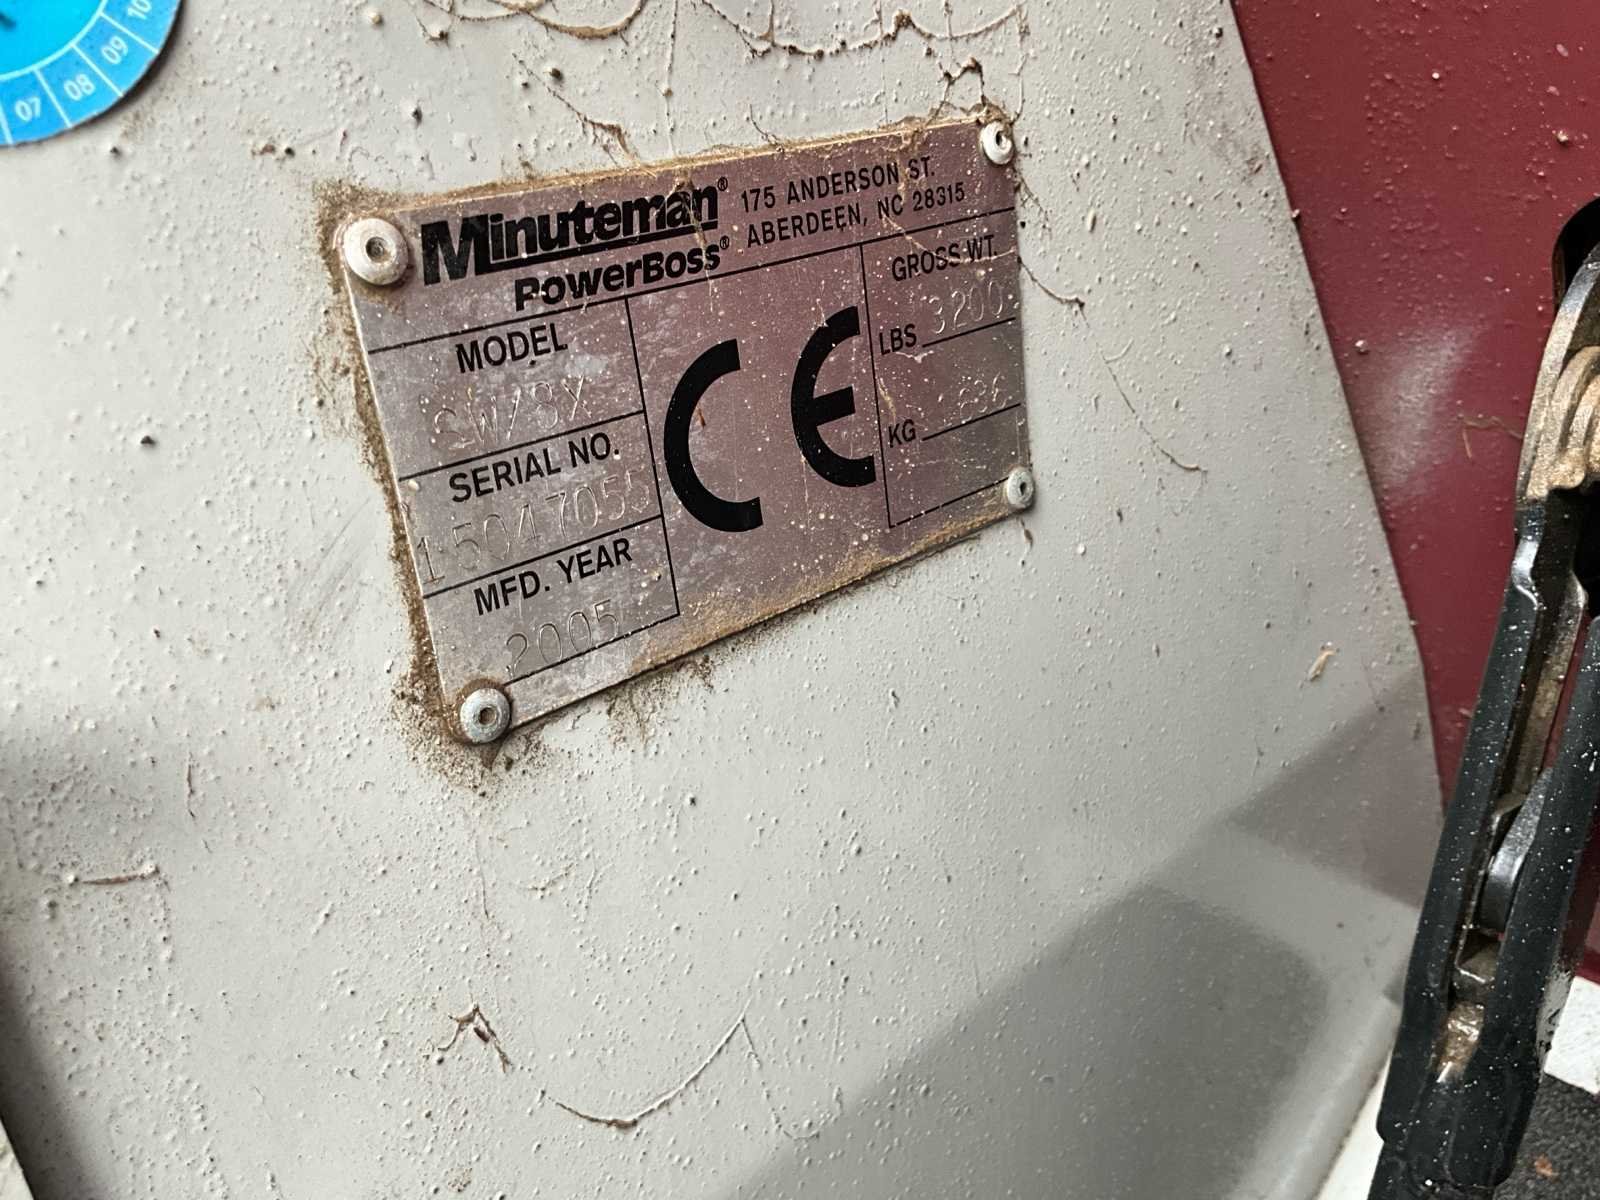 10
09
08
07
Minuteman®
PowerBoss®
175 ANDERSON ST.
ABERDEEN, NC 28315
MODEL
SW/8X
SERIAL NO.
15047055
MFD. YEAR
2005
CE
GROSS WT.
LBS 3200
KG